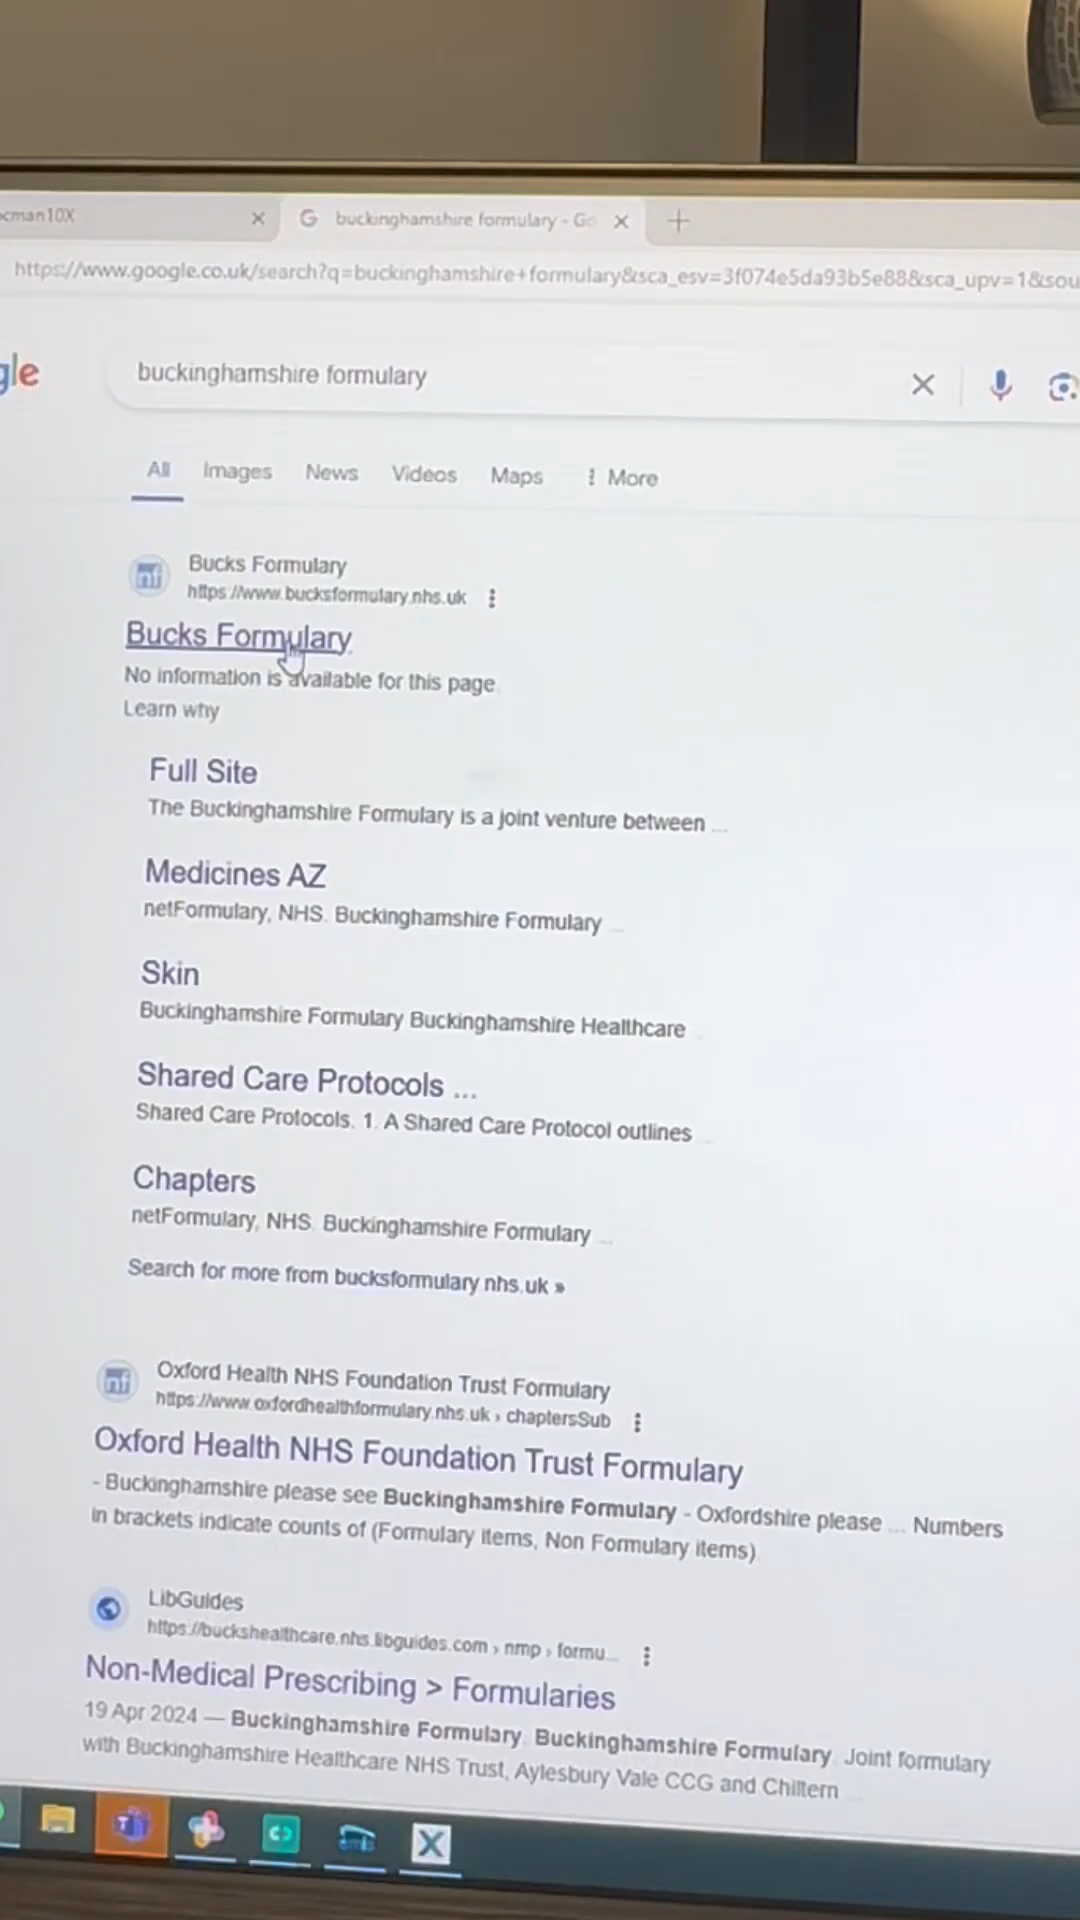 cman10X
buckinghamshire formulary - Go
https://www.google.co.uk/search?q=buckinghamshire+formulary&sca_esv=3f074e5da93b5e88&sca_upv=1&sou
gle
buckinghamshire formulary
All Images News Videos Maps More
Bucks Formulary
https://www.bucksformulary.nhs.uk
Bucks Formulary
No information is available for this page.
Learn why
Full Site
The Buckinghamshire Formulary is a joint venture between ...
Medicines AZ
netFormulary, NHS. Buckinghamshire Formulary ...
Skin
Buckinghamshire Formulary Buckinghamshire Healthcare
Shared Care Protocols ...
Shared Care Protocols. 1. A Shared Care Protocol outlines
Chapters
netFormulary, NHS. Buckinghamshire Formulary ...
Search for more from bucksformulary.nhs.uk »
nf Oxford Health NHS Foundation Trust Formulary
https://www.oxfordhealthformulary.nhs.uk › chaptersSub
Oxford Health NHS Foundation Trust Formulary
- Buckinghamshire please see Buckinghamshire Formulary - Oxfordshire please ... Numbers
in brackets indicate counts of (Formulary items, Non Formulary items)
LibGuides
https://buckshealthcare.nhs.libguides.com › nmp › formu...
Non-Medical Prescribing > Formularies
19 Apr 2024 — Buckinghamshire Formulary. Buckinghamshire Formulary. Joint formulary
with Buckinghamshire Healthcare NHS Trust, Aylesbury Vale CCG and Chiltern ...